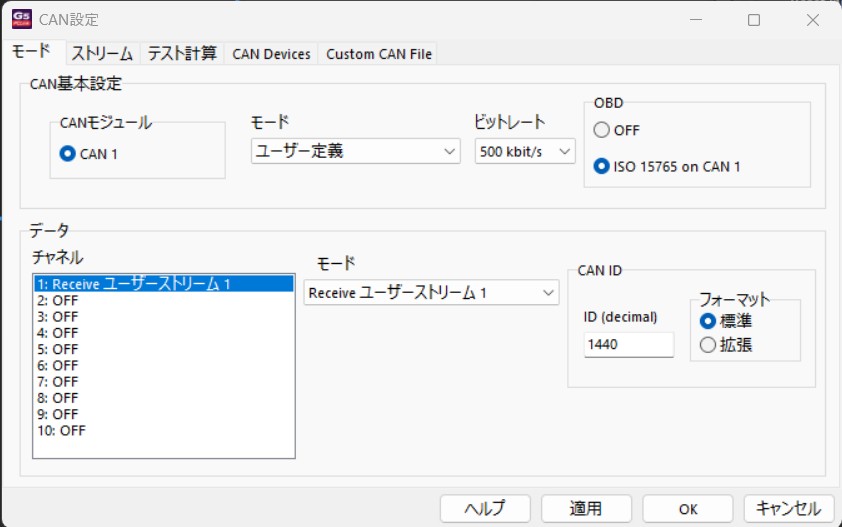 G5
CAN設定
モード ストリーム テスト計算 CAN Devices Custom CAN File
CAN基本設定
CANモジュール
CAN 1
モード
ユーザー定義
ビットレート
500 kbit/s
OBD
OFF
ISO 15765 on CAN 1
データ
チャネル
1: Receive ユーザーストリーム 1
2: OFF
3: OFF
4: OFF
5: OFF
6: OFF
7: OFF
8: OFF
9: OFF
10: OFF
モード
Receive ユーザーストリーム 1
CAN ID
ID (decimal)
1440
フォーマット
標準
拡張
ヘルプ 適用 OK キャンセル